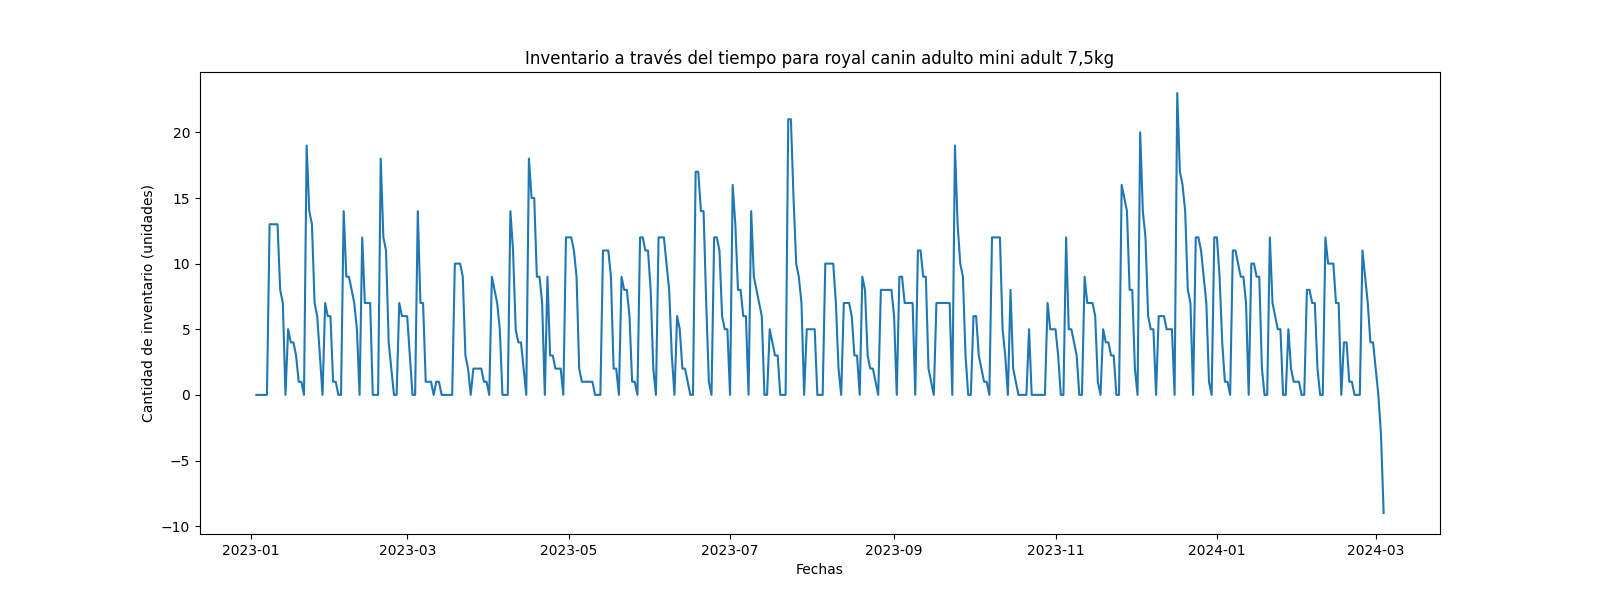 Inventario a través del tiempo para royal canin adulto mini adult 7,5kg
Cantidad de inventario (unidades)
20
15
10
5
0
−5
−10
2023-01 2023-03 2023-05 2023-07 2023-09 2023-11 2024-01 2024-03
Fechas